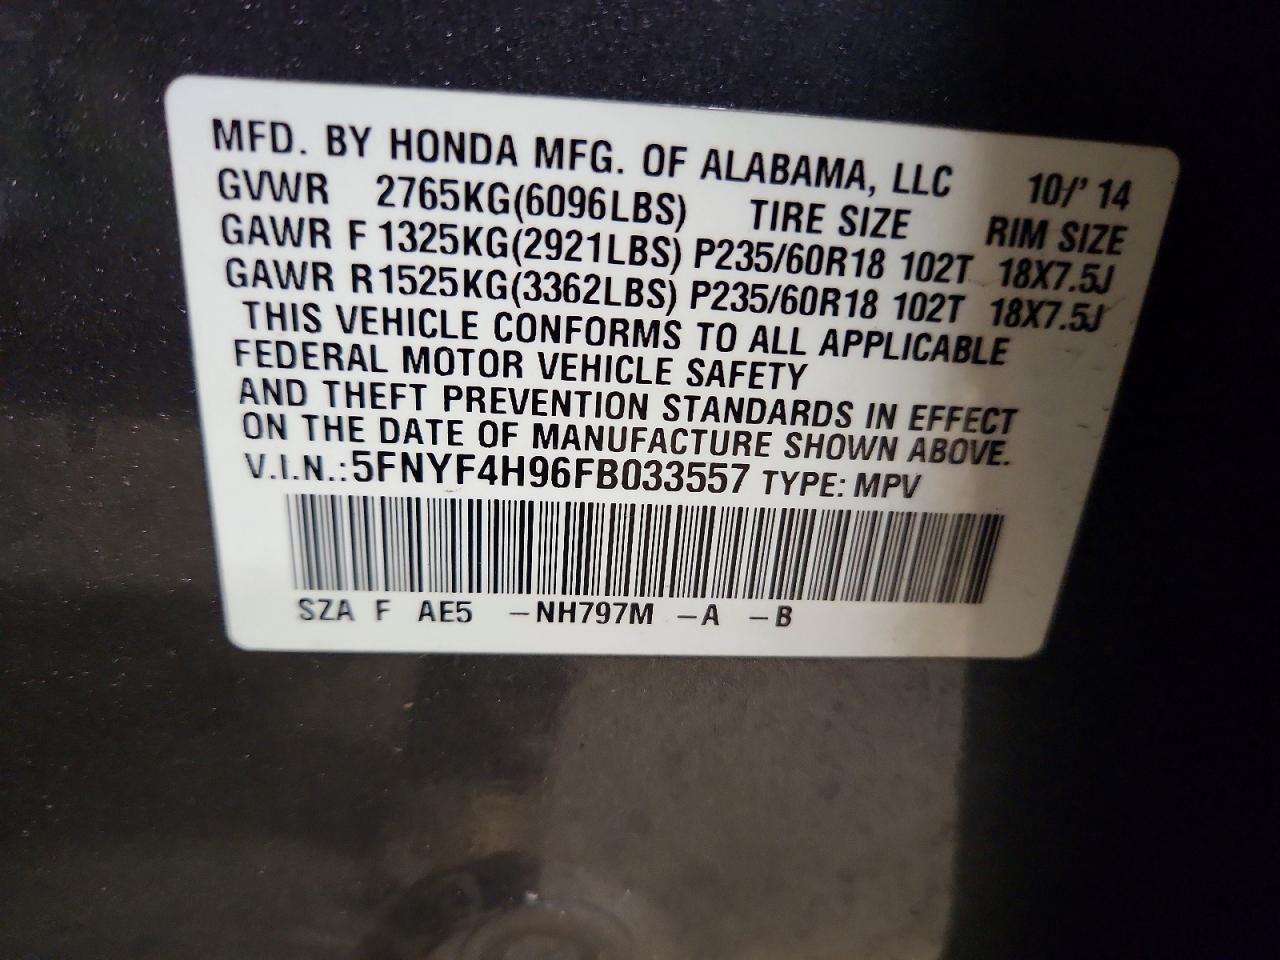 MFD. BY HONDA MFG. OF ALABAMA, LLC 10/' 14
GVWR 2765KG(6096LBS) TIRE SIZE RIM SIZE
GAWR F 1325KG(2921LBS) P235/60R18 102T 18X7.5J
GAWR R1525KG(3362LBS) P235/60R18 102T 18X7.5J
THIS VEHICLE CONFORMS TO ALL APPLICABLE
FEDERAL MOTOR VEHICLE SAFETY
AND THEFT PREVENTION STANDARDS IN EFFECT
ON THE DATE OF MANUFACTURE SHOWN ABOVE.
V.I.N.:5FNYF4H96FB033557 TYPE: MPV
SZA F AE5 -NH797M -A -B